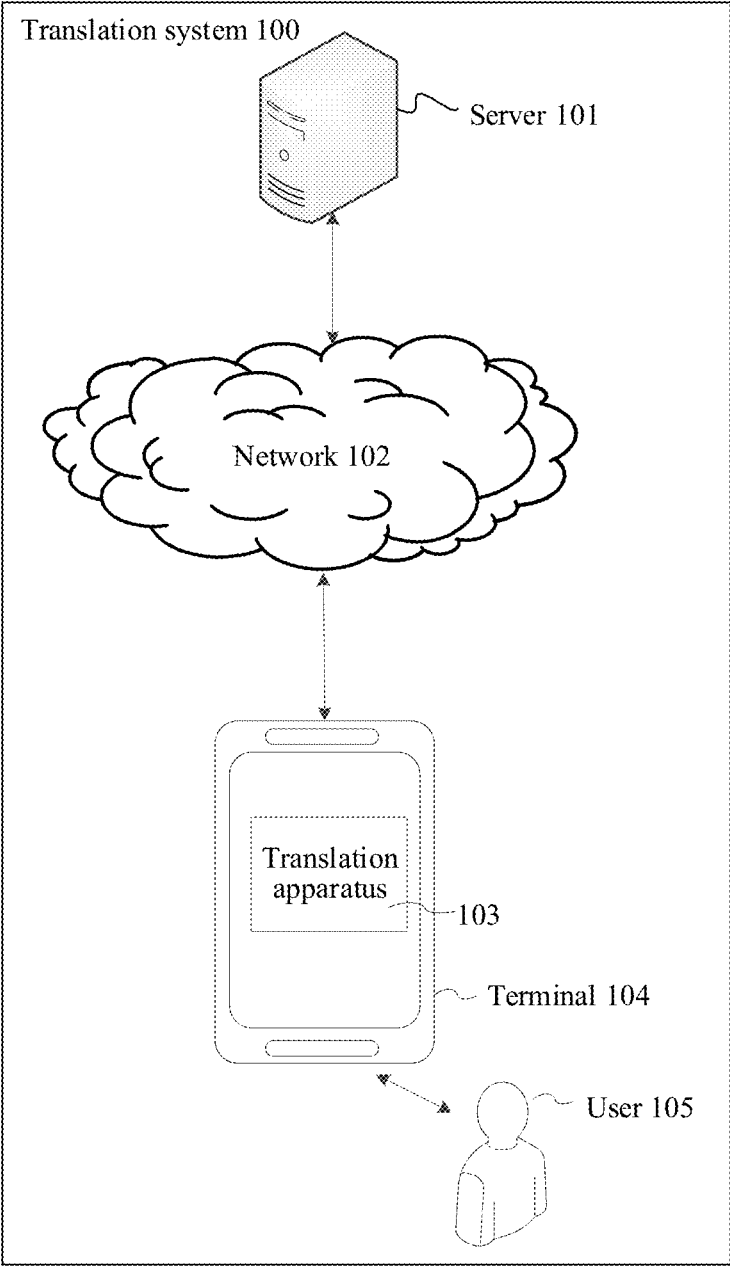 Translation system 100
Server 101
Network 102
Translation
apparatus
103
Terminal 104
User 105